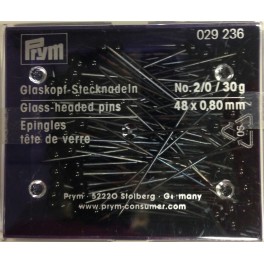 Prym
029 236
Glaskopf-Stecknadeln
No. 2/0 / 30g
Glass-headed pins
48 x 0,80 mm
Epingles
tête de verre
Prym · 52220 Stolberg · Germany
www.prym-consumer.com